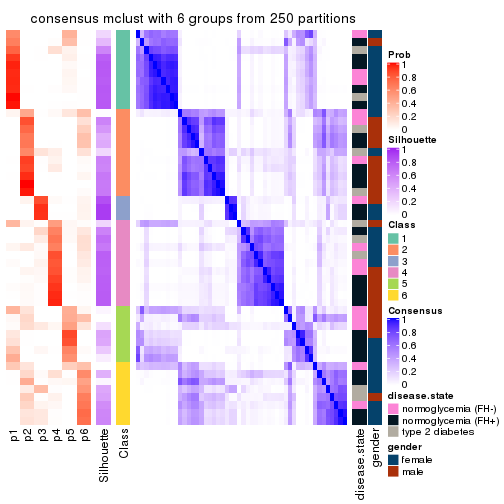 consensus mclust with 6 groups from 250 partitions
Prob
1
0.8
0.6
0.4
0.2
0
Silhouette
1
0.8
0.6
0.4
0.2
0
Class
1
2
3
4
5
6
Consensus
1
0.8
0.6
0.4
0.2
0
disease.state
normoglycemia (FH-)
normoglycemia (FH+)
type 2 diabetes
gender
female
male
p1
p2
p3
p4
p5
p6
Silhouette
Class
disease.state
gender